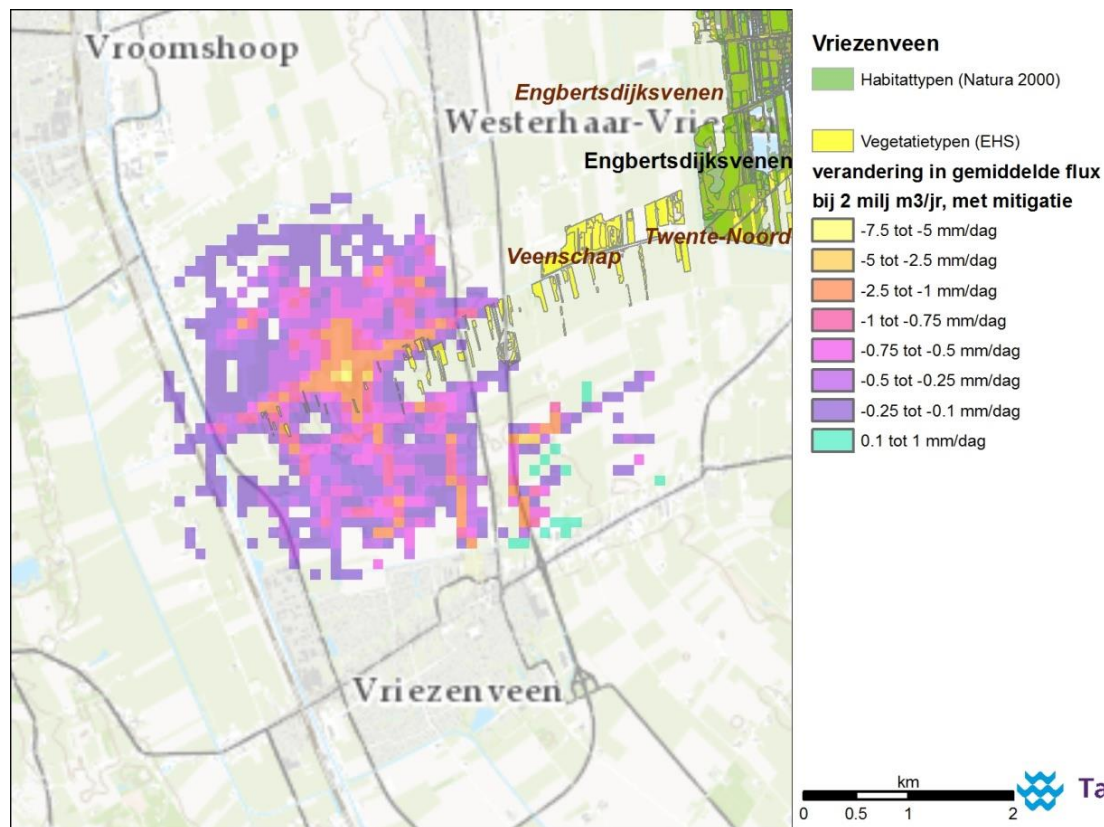 Vroomshoop
Engbertsdijksvenen
Westerhaar-Vriezen
Engbertsdijksvenen
Veenschap
Twente-Noord
Vriezenveen
Vriezenveen
Habitattypen (Natura 2000)
Vegetatietypen (EHS)
verandering in gemiddelde flux
bij 2 milj m3/jr, met mitigatie
-7.5 tot -5 mm/dag
-5 tot -2.5 mm/dag
-2.5 tot -1 mm/dag
-1 tot -0.75 mm/dag
-0.75 tot -0.5 mm/dag
-0.5 tot -0.25 mm/dag
-0.25 tot -0.1 mm/dag
0.1 tot 1 mm/dag
km
0 0.5 1 2
Ta